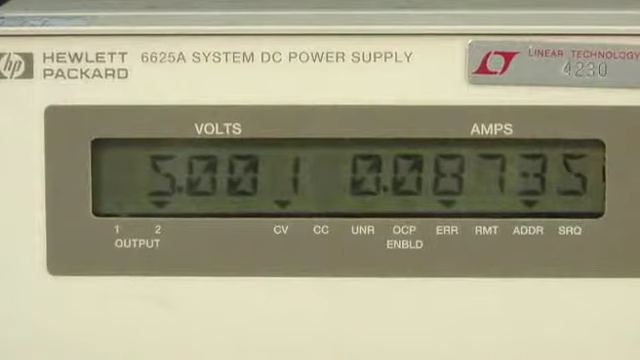 hp HEWLETT PACKARD 6625A SYSTEM DC POWER SUPPLY
LINEAR TECHNOLOGY
4230
VOLTS AMPS
5.001 0.08735
1 2 CV CC UNR OCP ERR RMT ADDR SRQ
OUTPUT ENBLD